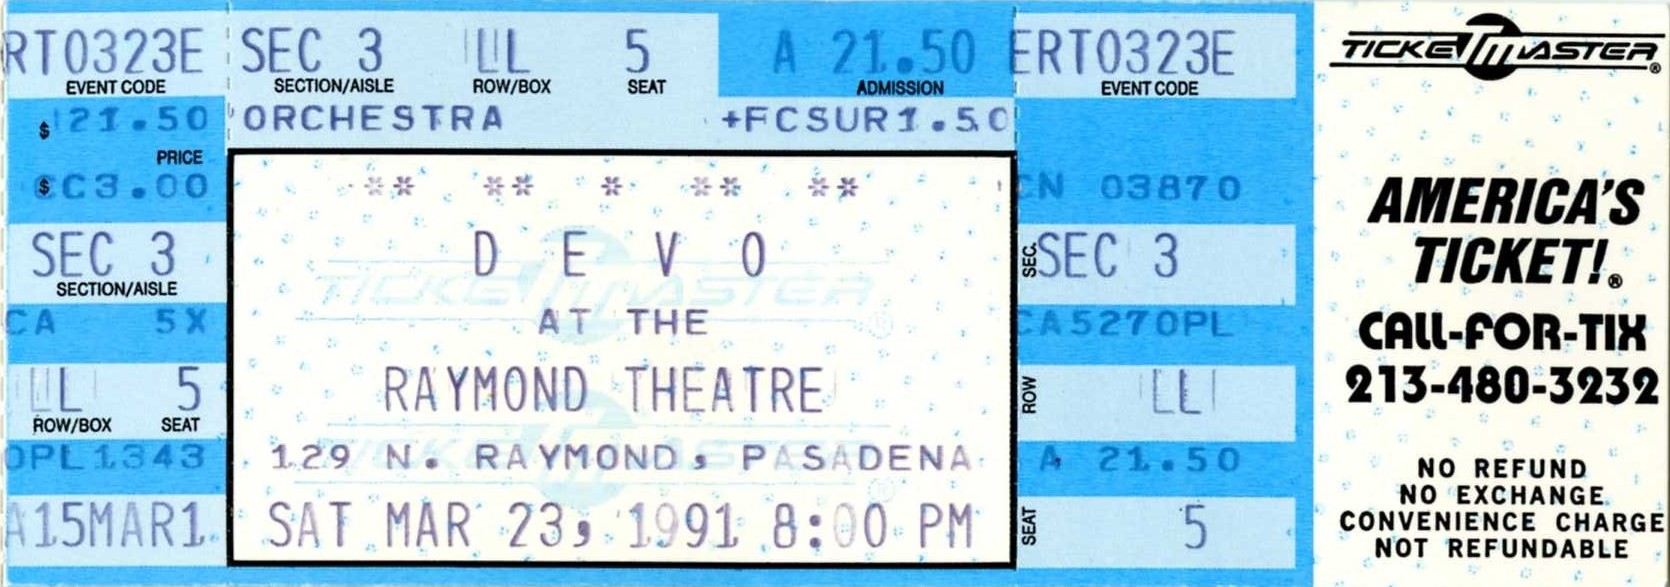 RT0323E
EVENT CODE
$ 21.50
PRICE
$ C3.00
SEC 3
SECTION/AISLE
CA 5X
LL 5
ROW/BOX SEAT
OPL1343
A15MAR1
SEC 3 LL 5 A 21.50
SECTION/AISLE ROW/BOX SEAT ADMISSION
ORCHESTRA +FCSUR1.50
** ** * ** **
D E V O
TICKETMASTER ®
AT THE
RAYMOND THEATRE
TICKETMASTER ®
129 N. RAYMOND, PASADENA
SAT MAR 23, 1991 8:00 PM
ERT0323E
EVENT CODE
CN 03870
SEC. SEC 3
CA5270PL
ROW LL
A 21.50
SEAT 5
TICKETMASTER ®
AMERICA'S
TICKET!®
CALL-FOR-TIX
213-480-3232
NO REFUND
NO EXCHANGE
CONVENIENCE CHARGE
NOT REFUNDABLE